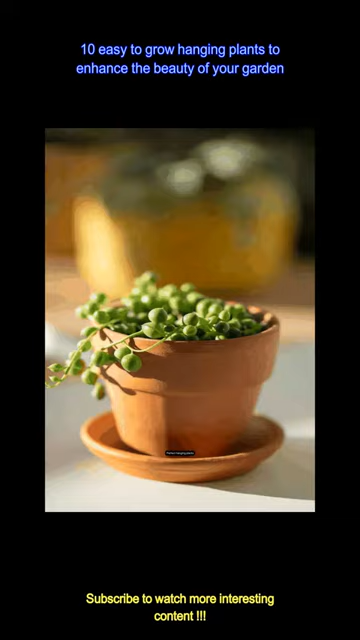 10 easy to grow hanging plants to
enhance the beauty of your garden
Subscribe to watch more interesting
content !!!